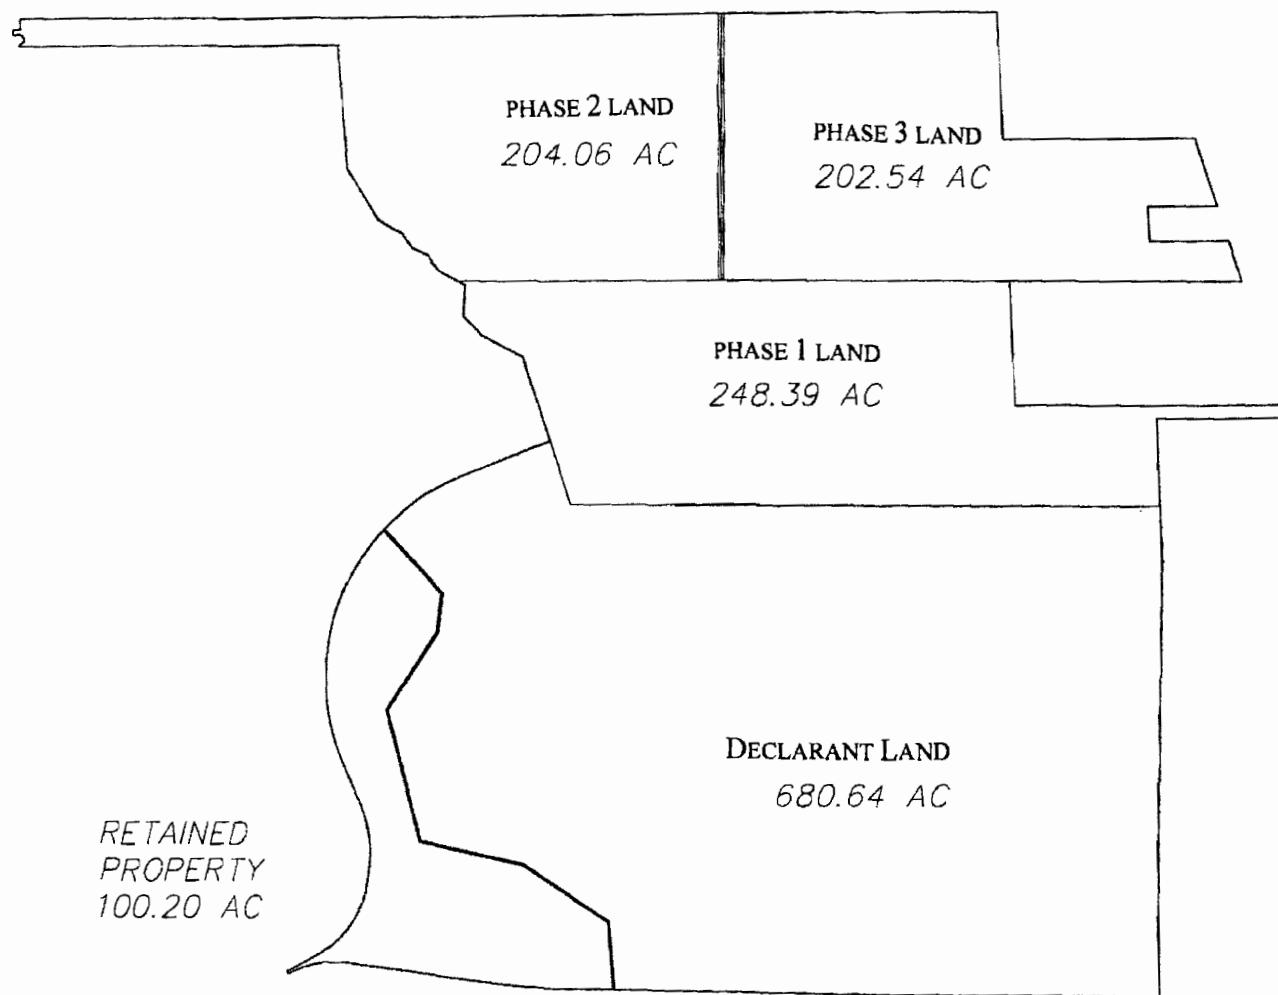 PHASE 2 LAND
204.06 AC
PHASE 3 LAND
202.54 AC
PHASE 1 LAND
248.39 AC
DECLARANT LAND
680.64 AC
RETAINED
PROPERTY
100.20 AC